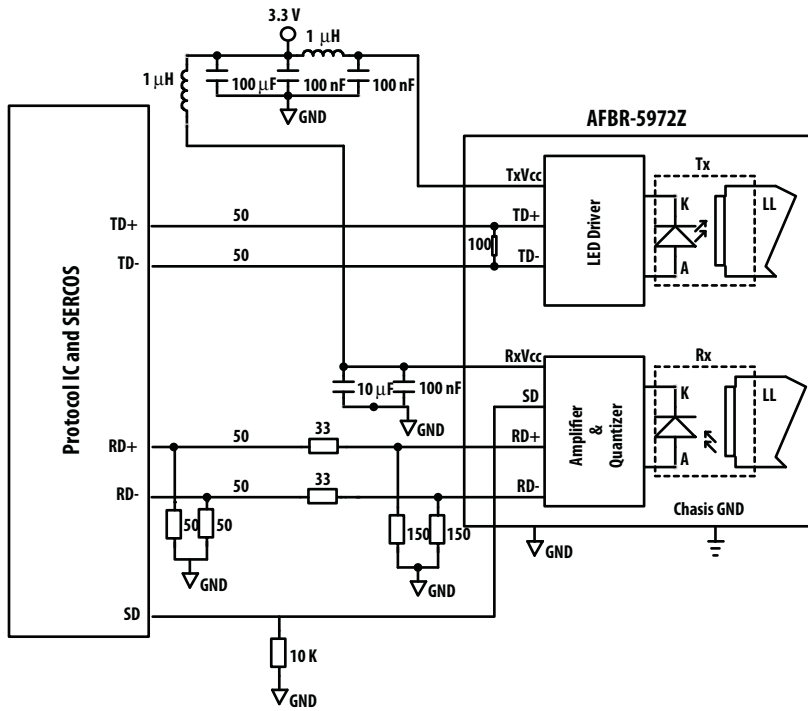 3.3 V
1 μH
1 μH
100 μF
100 nF
100 nF
GND
AFBR-5972Z
Tx
TxVcc
K
LL
TD+
50
TD+
100
LED Driver
TD-
50
TD-
A
Protocol IC and SERCOS
RxVcc
Rx
10 μF
100 nF
SD
K
LL
GND
Amplifier
&
Quantizer
RD+
50
33
RD+
A
RD-
50
33
RD-
Chasis GND
50
50
150
150
GND
GND
GND
SD
10 K
GND